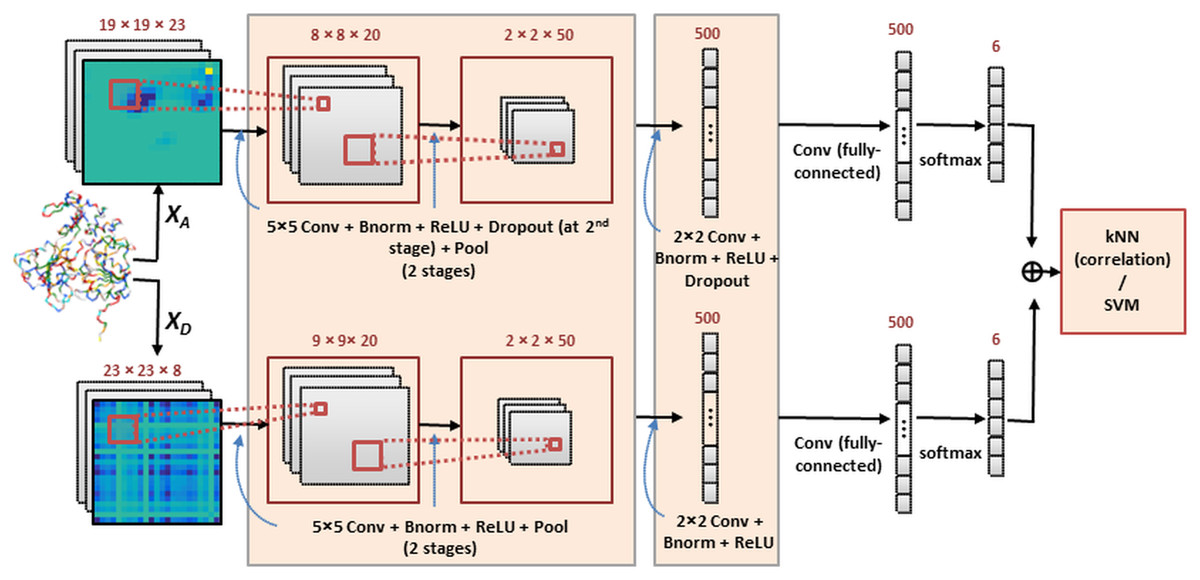 19 × 19 × 23
8 × 8 × 20
2 × 2 × 50
500
500
6
X_A
5×5 Conv + Bnorm + ReLU + Dropout (at 2nd
stage) + Pool
(2 stages)
2×2 Conv +
Bnorm + ReLU +
Dropout
Conv (fully-
connected)
softmax
kNN
(correlation)
/
SVM
X_D
23 × 23 × 8
9 × 9× 20
2 × 2 × 50
500
500
6
5×5 Conv + Bnorm + ReLU + Pool
(2 stages)
2×2 Conv +
Bnorm + ReLU
Conv (fully-
connected)
softmax